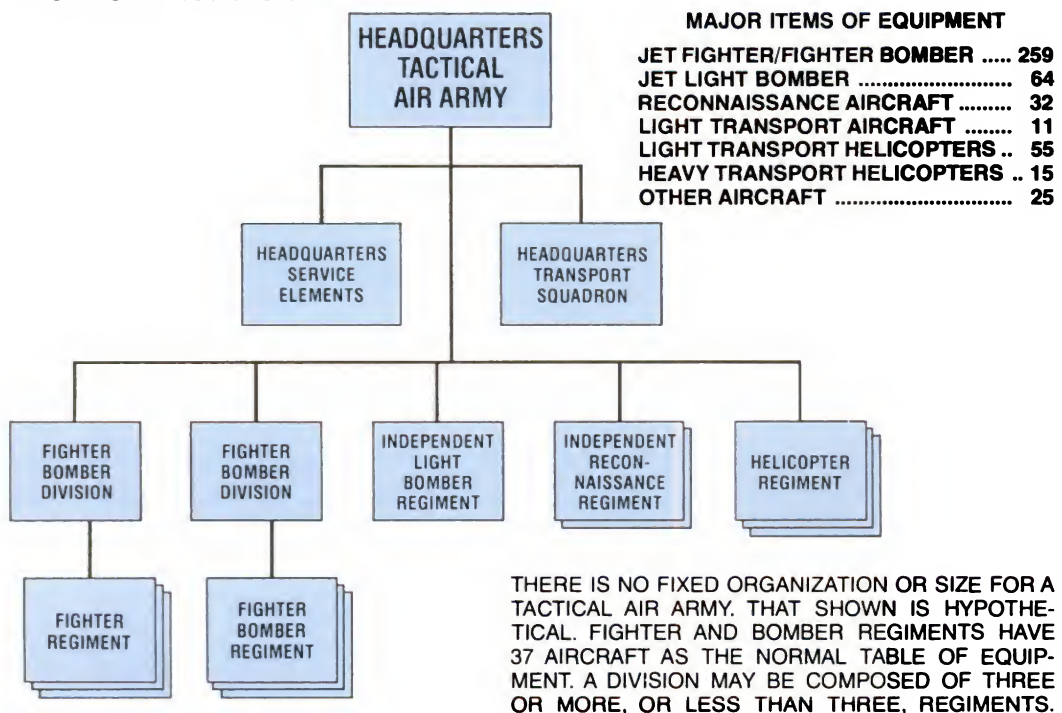 HEADQUARTERS
TACTICAL
AIR ARMY
MAJOR ITEMS OF EQUIPMENT
JET FIGHTER/FIGHTER BOMBER ..... 259
JET LIGHT BOMBER .......................... 64
RECONNAISSANCE AIRCRAFT ......... 32
LIGHT TRANSPORT AIRCRAFT ........ 11
LIGHT TRANSPORT HELICOPTERS .. 55
HEAVY TRANSPORT HELICOPTERS .. 15
OTHER AIRCRAFT .............................. 25
HEADQUARTERS
SERVICE
ELEMENTS
HEADQUARTERS
TRANSPORT
SQUADRON
FIGHTER
BOMBER
DIVISION
FIGHTER
BOMBER
DIVISION
INDEPENDENT
LIGHT
BOMBER
REGIMENT
INDEPENDENT
RECON-
NAISSANCE
REGIMENT
HELICOPTER
REGIMENT
FIGHTER
REGIMENT
FIGHTER
BOMBER
REGIMENT
THERE IS NO FIXED ORGANIZATION OR SIZE FOR A
TACTICAL AIR ARMY. THAT SHOWN IS HYPOTHE-
TICAL. FIGHTER AND BOMBER REGIMENTS HAVE
37 AIRCRAFT AS THE NORMAL TABLE OF EQUIP-
MENT. A DIVISION MAY BE COMPOSED OF THREE
OR MORE, OR LESS THAN THREE, REGIMENTS.